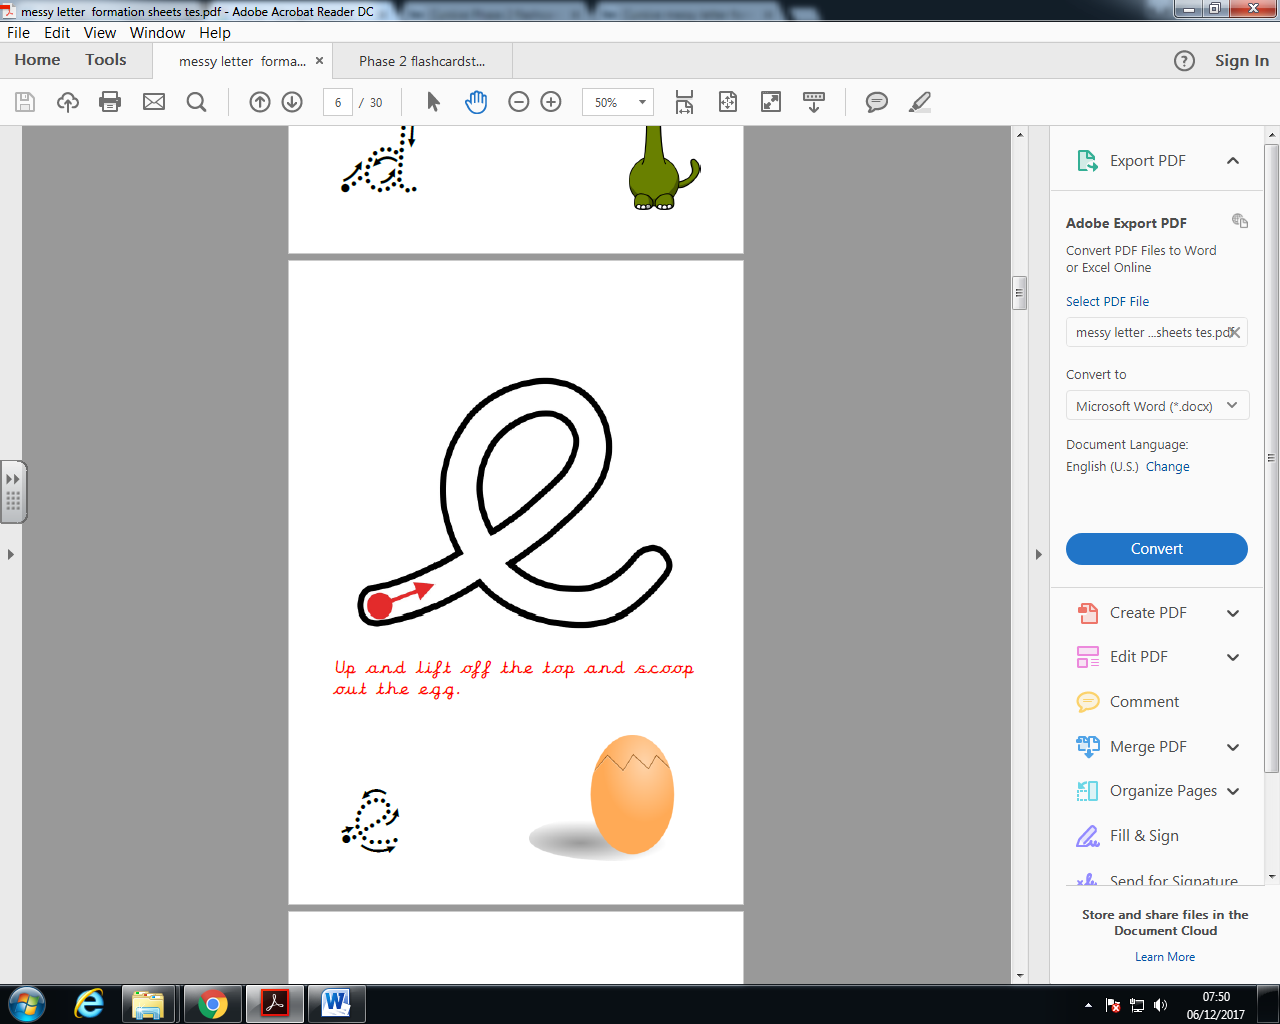 messy letter  formation sheets tes.pdf - Adobe Acrobat Reader DC
File Edit View Window Help
Home Tools messy letter  forma... × Phase 2 flashcardst... ? Sign In
6 / 30 50%
Export PDF
Adobe Export PDF
Convert PDF Files to Word
or Excel Online
Select PDF File
messy letter ...sheets tes.pdf
Convert to
Microsoft Word (*.docx)
Document Language:
English (U.S.) Change
Convert
Create PDF
Edit PDF
Comment
Merge PDF
Organize Pages
Fill & Sign
Send for Signature
Store and share files in the
Document Cloud
Learn More
d
e
Up and lift off the top and scoop
out the egg.
e
07:50
06/12/2017